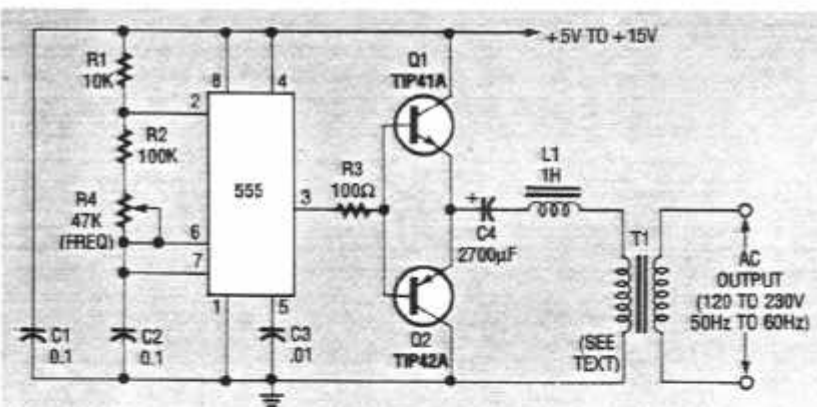 +5V TO +15V
R1
10K
8
4
Q1
TIP41A
2
R2
100K
555
R3
100Ω
L1
1H
R4
47K
(FREQ)
3
6
7
+
C4
2700µF
T1
AC
OUTPUT
(120 TO 230V
50Hz TO 60Hz)
1
5
C1
0.1
C2
0.1
C3
.01
Q2
TIP42A
(SEE
TEXT)